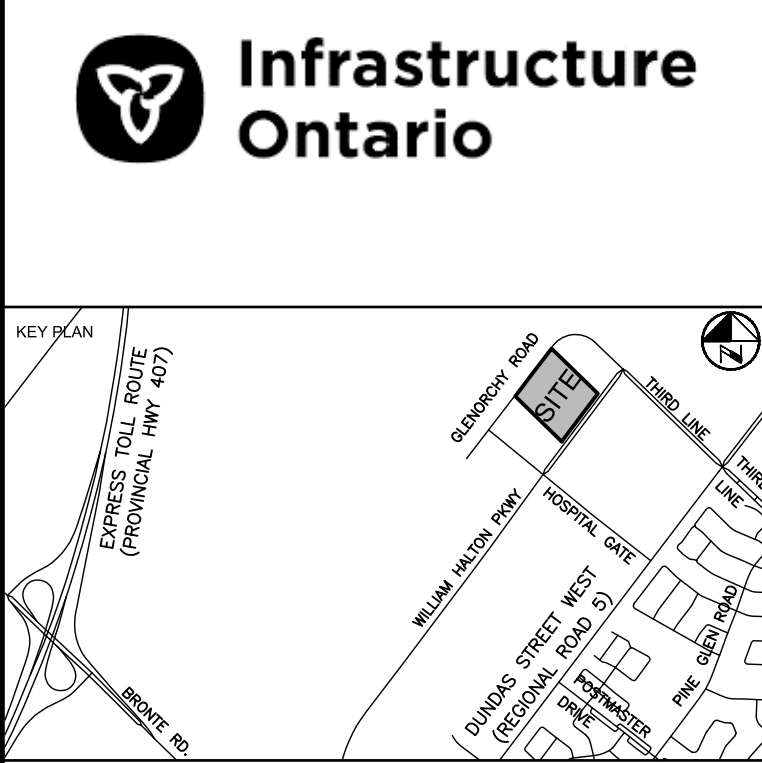 Infrastructure
Ontario
KEY PLAN
EXPRESS TOLL ROUTE
(PROVINCIAL HWY 407)
GLENORCHY ROAD
SITE
THIRD LINE
THIRD
LINE
WILLIAM HALTON PKWY
HOSPITAL GATE
DUNDAS STREET WEST
(REGIONAL ROAD 5)
PINE GLEN ROAD
POSTMASTER
DRIVE
BRONTE RD.
N